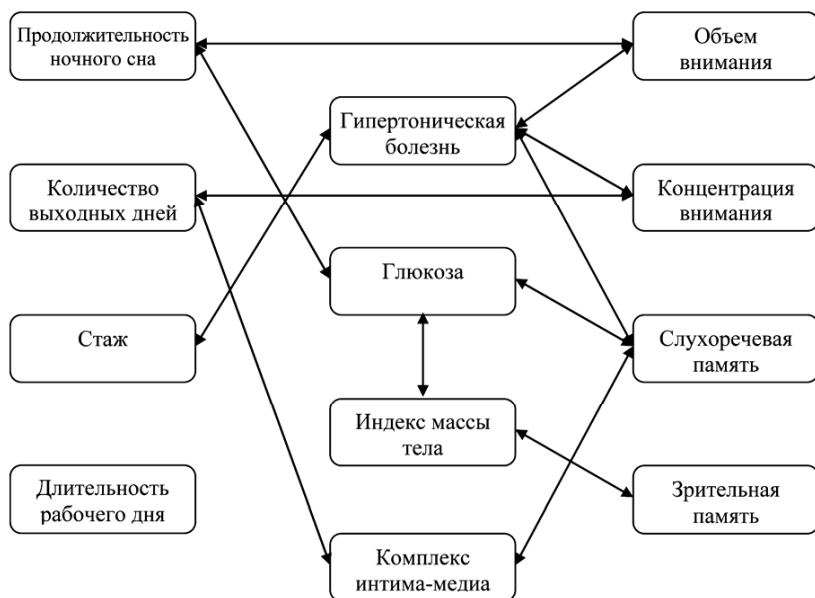 Продолжительность
ночного сна
Объем
внимания
Гипертоническая
болезнь
Количество
выходных дней
Концентрация
внимания
Глюкоза
Стаж
Слухоречевая
память
Индекс массы
тела
Длительность
рабочего дня
Зрительная
память
Комплекс
интима-медиа